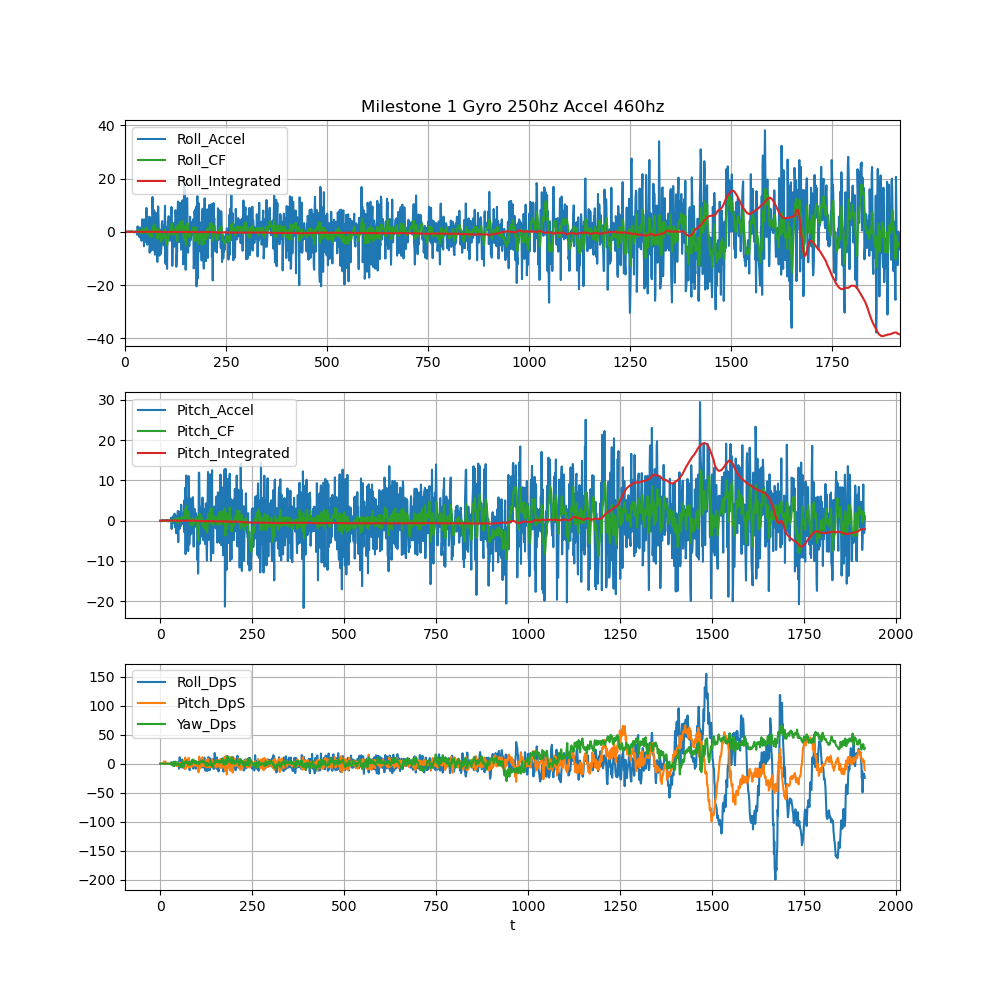 Milestone 1 Gyro 250hz Accel 460hz
40
20
0
−20
−40
Roll_Accel
Roll_CF
Roll_Integrated
0 250 500 750 1000 1250 1500 1750
30
20
10
0
−10
−20
Pitch_Accel
Pitch_CF
Pitch_Integrated
0 250 500 750 1000 1250 1500 1750 2000
150
100
50
0
−50
−100
−150
−200
Roll_DpS
Pitch_DpS
Yaw_Dps
0 250 500 750 1000 1250 1500 1750 2000
t